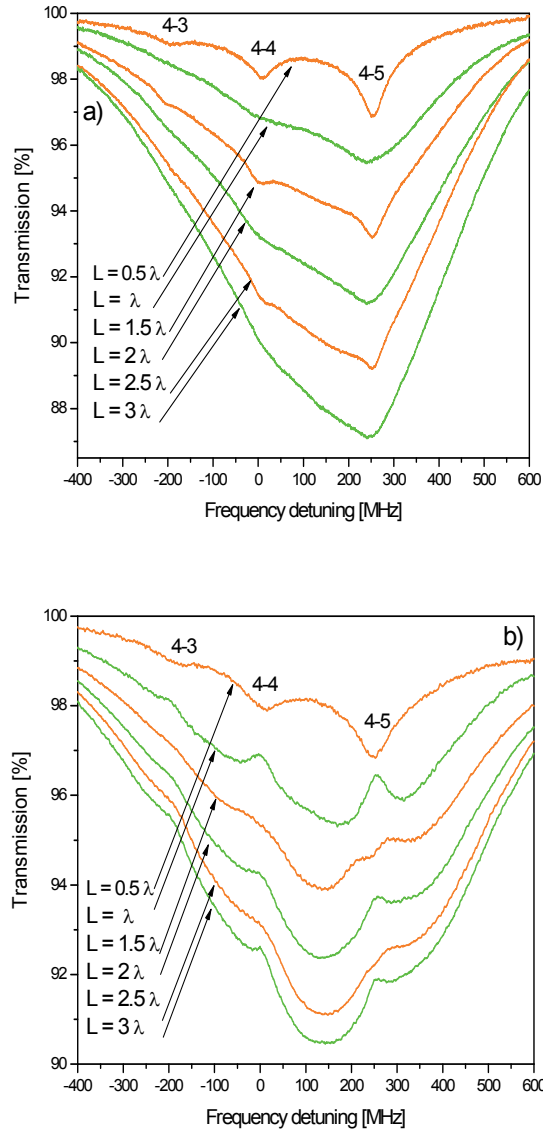 100
98
96
94
92
90
88
Transmission [%]
a)
4-3
4-4
4-5
L = 0.5 λ
L = λ
L = 1.5 λ
L = 2 λ
L = 2.5 λ
L = 3 λ
-400 -300 -200 -100 0 100 200 300 400 500 600
Frequency detuning [MHz]
100
98
96
94
92
90
Transmission [%]
b)
4-3
4-4
4-5
L = 0.5 λ
L = λ
L = 1.5 λ
L = 2 λ
L = 2.5 λ
L = 3 λ
-400 -300 -200 -100 0 100 200 300 400 500 600
Frequency detuning [MHz]